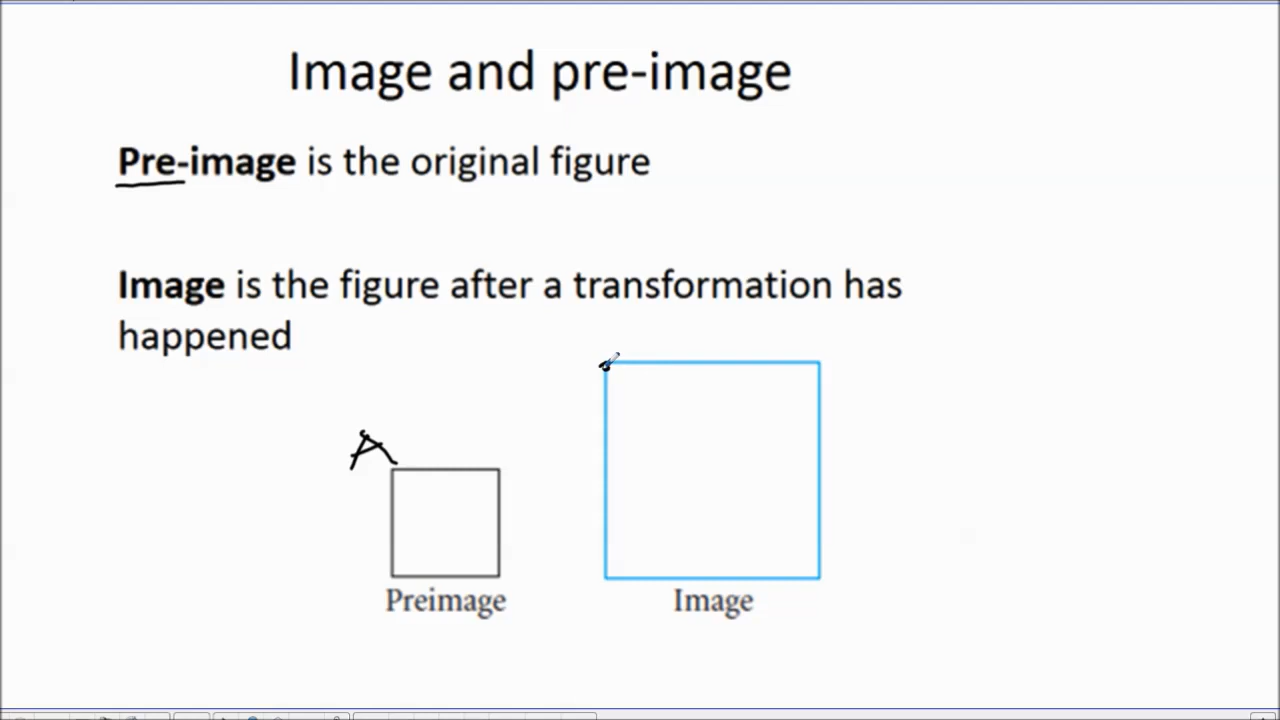 Image and pre-image
Pre-image is the original figure
Image is the figure after a transformation has
happened
A
Preimage
Image